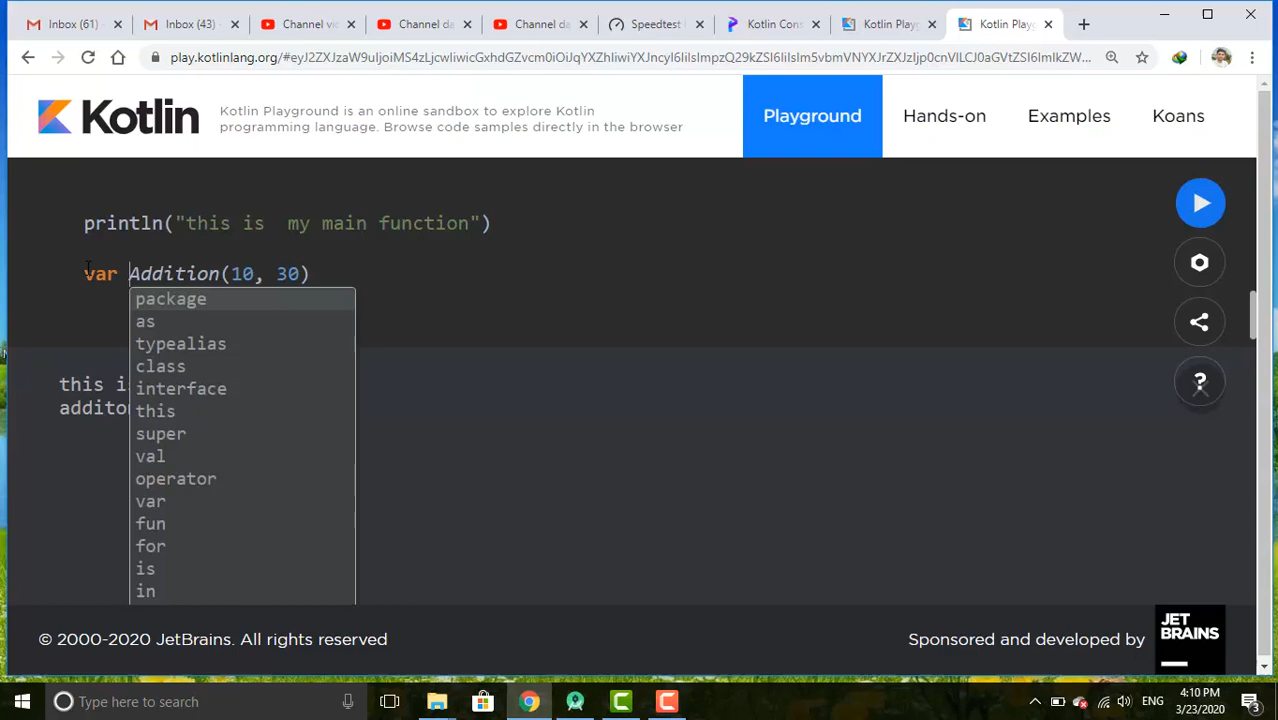 Inbox (61)
Inbox (43)
Channel vi
Channel da
Channel da
Speedtest
Kotlin Cons
Kotlin Play
Kotlin Play
play.kotlinlang.org/
Kotlin
Kotlin Playground is an online sandbox to explore Kotlin
programming language. Browse code samples directly in the browser
Playground
Hands-on
Examples
Koans
println("this is  my main function")
var Addition(10, 30)
package
as
typealias
class
interface
this
super
val
operator
var
fun
for
is
in
this i
additon
?
© 2000-2020 JetBrains. All rights reserved
Sponsored and developed by
JET
BRAINS
Type here to search
ENG
4:10 PM
3/23/2020
3